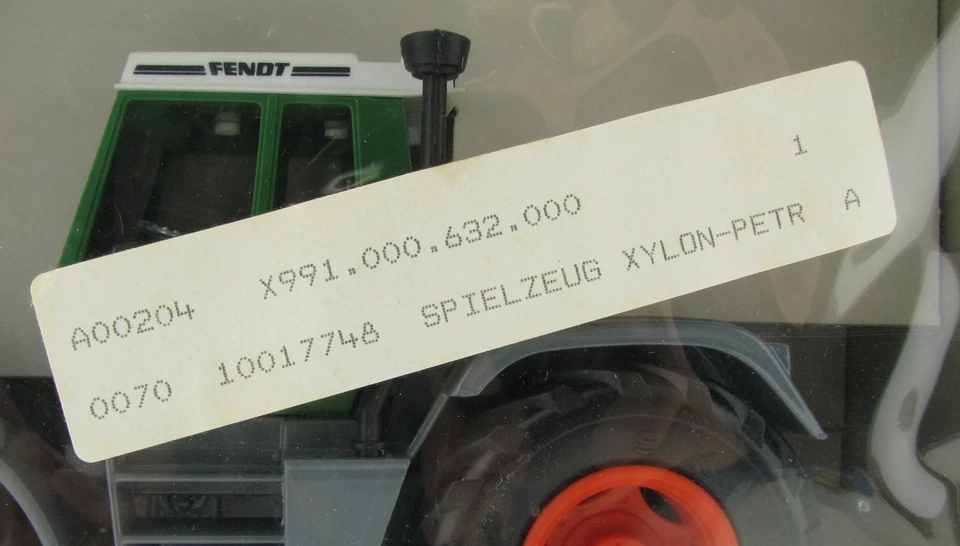 FENDT
A00204 X991.000.632.000 1
0070 10017748 SPIELZEUG XYLON-PETR A